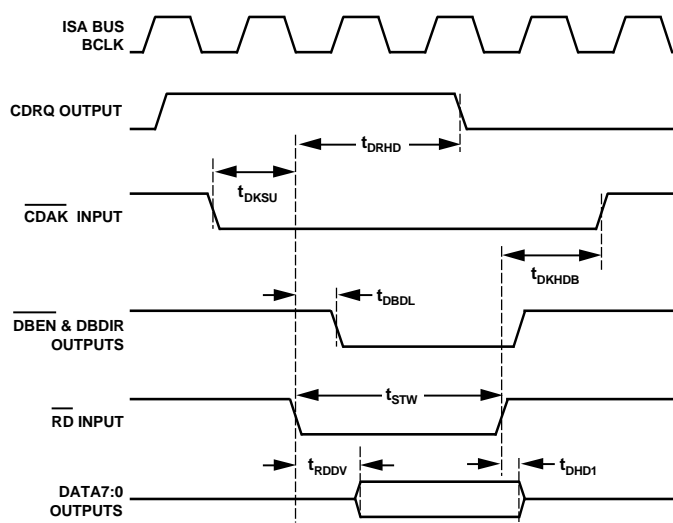 ISA BUS
BCLK
CDRQ OUTPUT
tDRHD
tDKSU
CDAK INPUT
tDKHDB
tDBDL
DBEN & DBDIR
OUTPUTS
tSTW
RD INPUT
tRDDV
tDHD1
DATA7:0
OUTPUTS